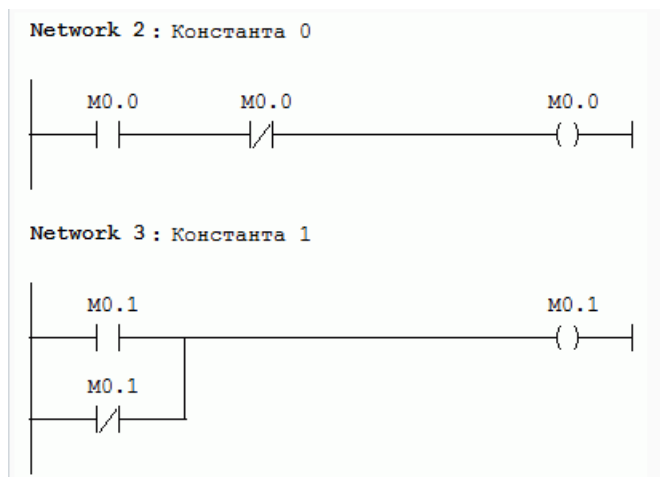 Network 2 : Константа 0
M0.0 M0.0 M0.0
Network 3 : Константа 1
M0.1 M0.1
M0.1